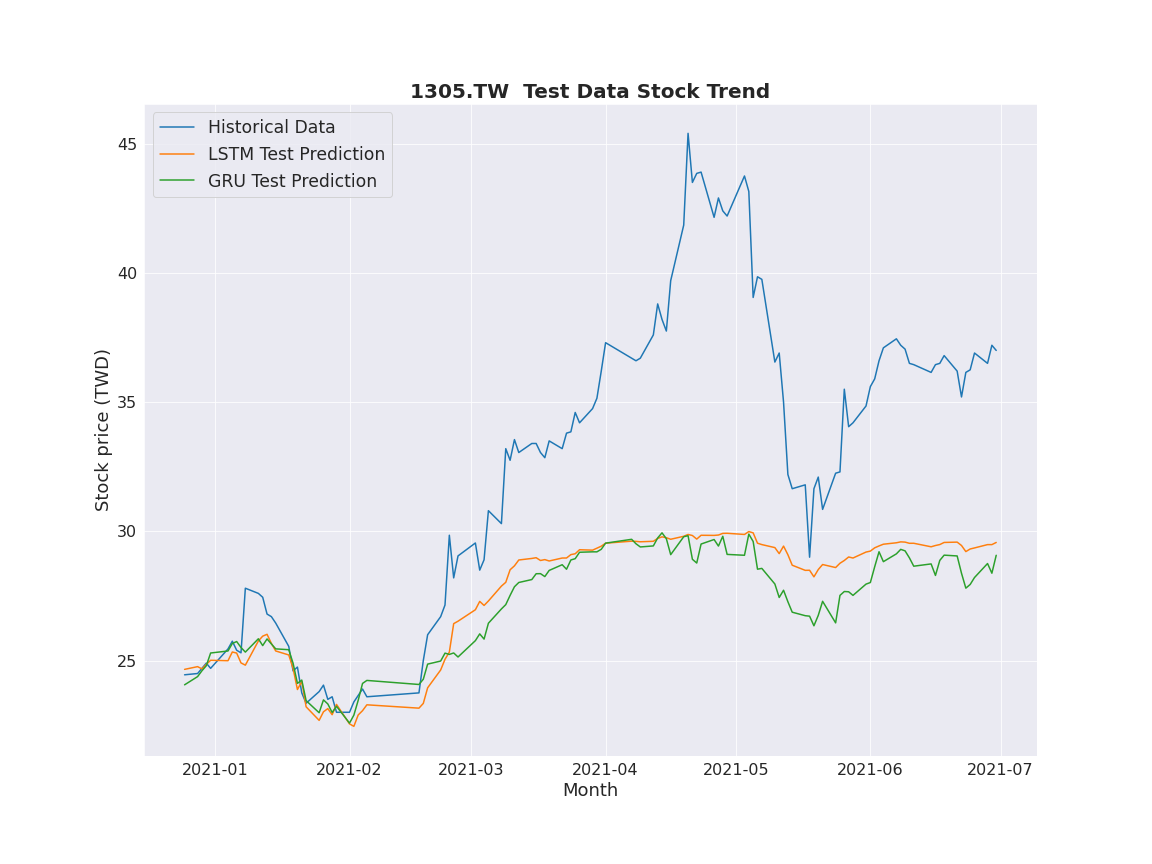 1305.TW  Test Data Stock Trend
Historical Data
LSTM Test Prediction
GRU Test Prediction
45
40
35
30
25
Stock price (TWD)
2021-01 2021-02 2021-03 2021-04 2021-05 2021-06 2021-07
Month